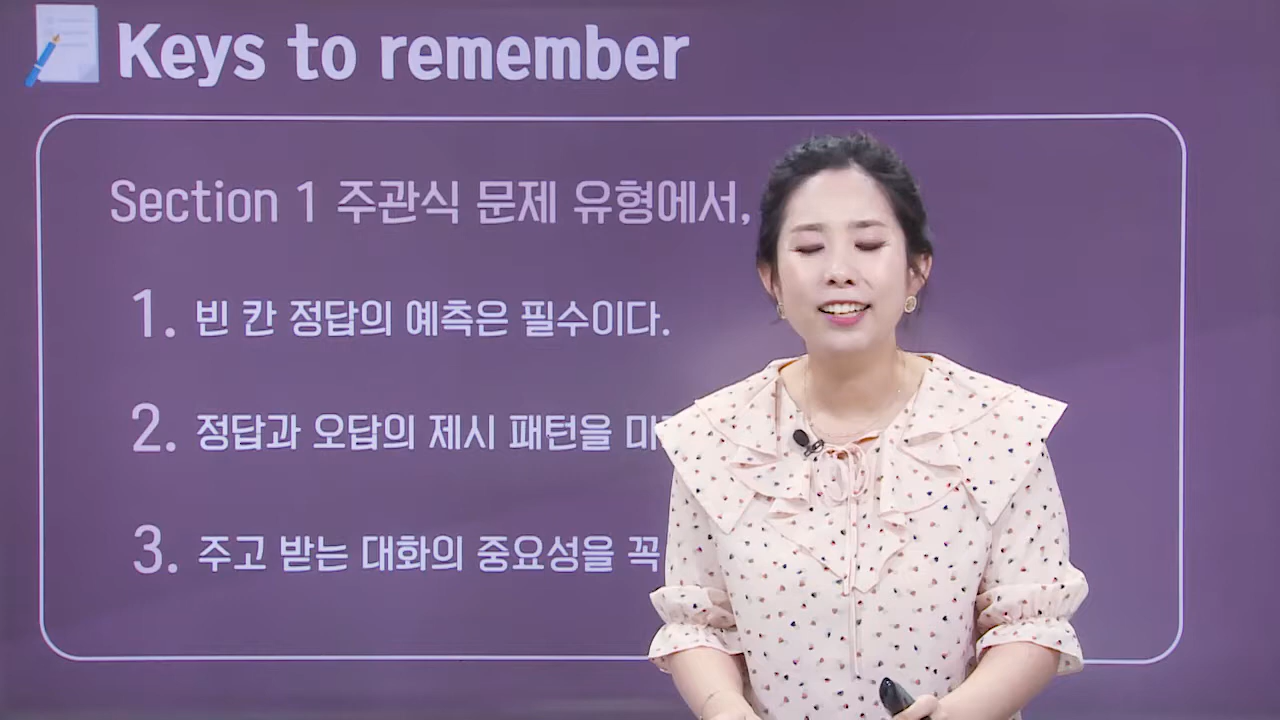 Keys to remember
Section 1 주관식 문제 유형에서,
1. 빈 칸 정답의 예측은 필수이다.
2. 정답과 오답의 제시 패턴을
3. 주고 받는 대화의 중요성을 꼭